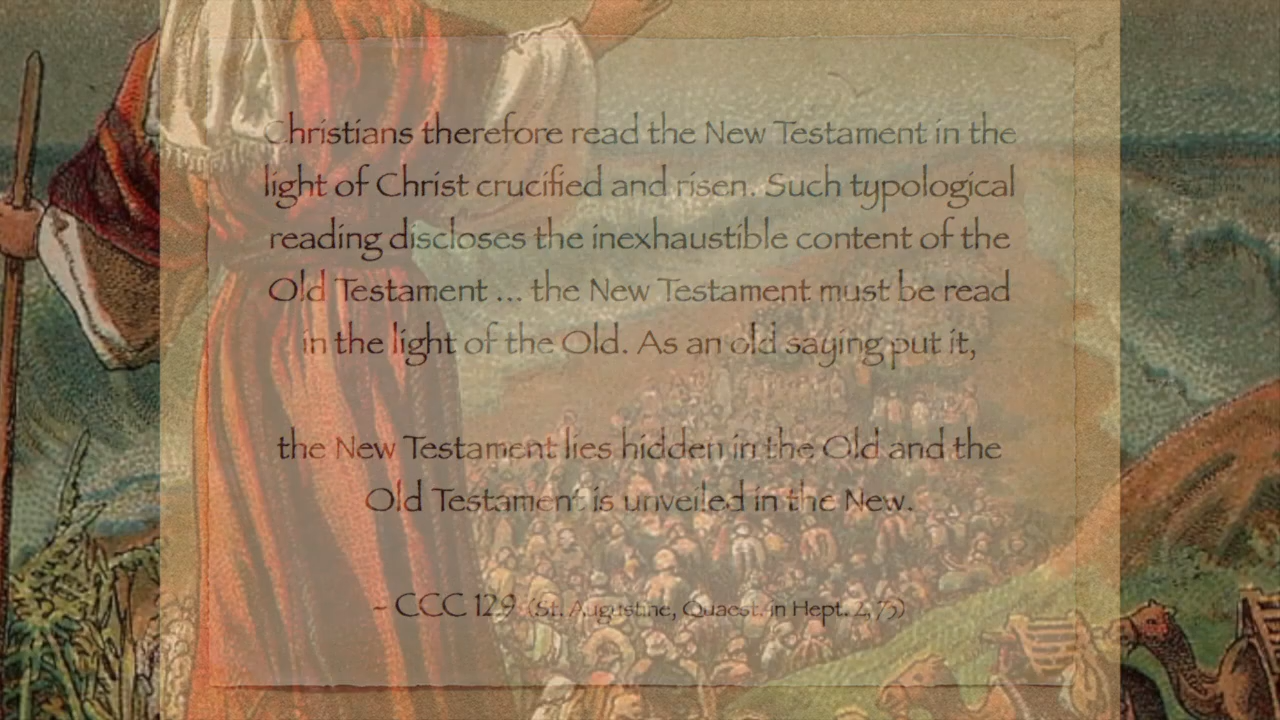 Christians therefore read the New Testament in the
light of Christ crucified and risen. Such typological
reading discloses the inexhaustible content of the
Old Testament ... the New Testament must be read
in the light of the Old. As an old saying put it,
the New Testament lies hidden in the Old and the
Old Testament is unveiled in the New.
~ CCC 129 (St. Augustine, Quaest. in Hept. 2, 73)